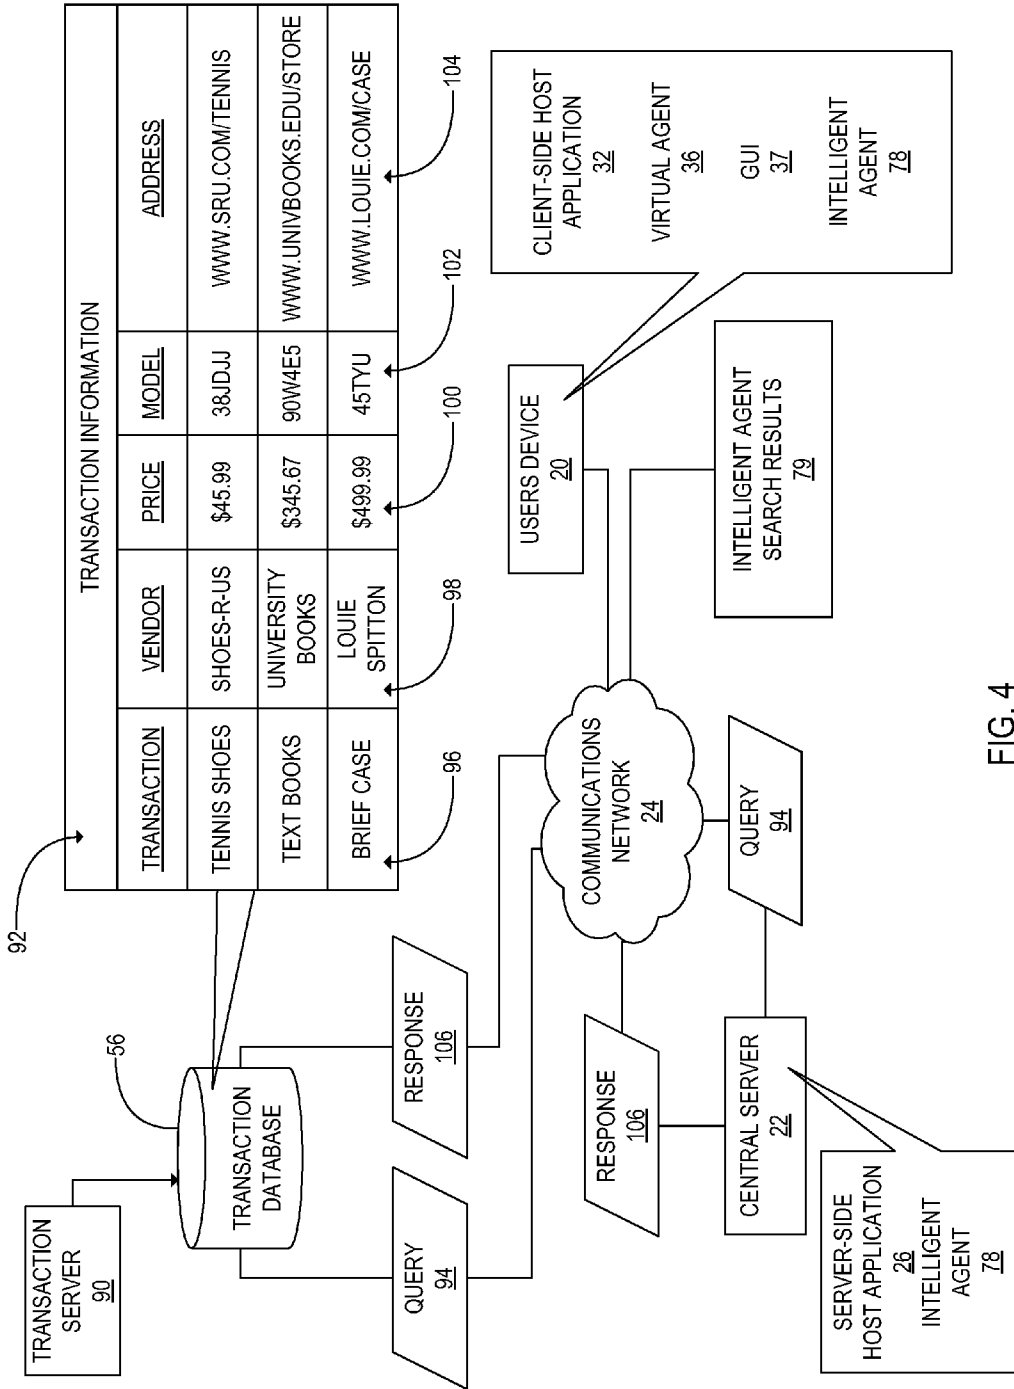 92
TRANSACTION INFORMATION
TRANSACTION VENDOR PRICE MODEL ADDRESS
TENNIS SHOES SHOES-R-US $45.99 38JDJJ WWW.SRU.COM/TENNIS
TEXT BOOKS UNIVERSITY BOOKS $345.67 90W4E5 WWW.UNIVBOOKS.EDU/STORE
BRIEF CASE LOUIE SPITTON $499.99 45TYU WWW.LOUIE.COM/CASE
96 98 100 102 104
TRANSACTION
SERVER
90
56
TRANSACTION
DATABASE
QUERY
94
RESPONSE
106
COMMUNICATIONS
NETWORK
24
USERS DEVICE
20
CLIENT-SIDE HOST
APPLICATION
32
VIRTUAL AGENT
36
GUI
37
INTELLIGENT
AGENT
78
INTELLIGENT AGENT
SEARCH RESULTS
79
RESPONSE
106
CENTRAL SERVER
22
QUERY
94
SERVER-SIDE
HOST APPLICATION
26
INTELLIGENT
AGENT
78
FIG. 4